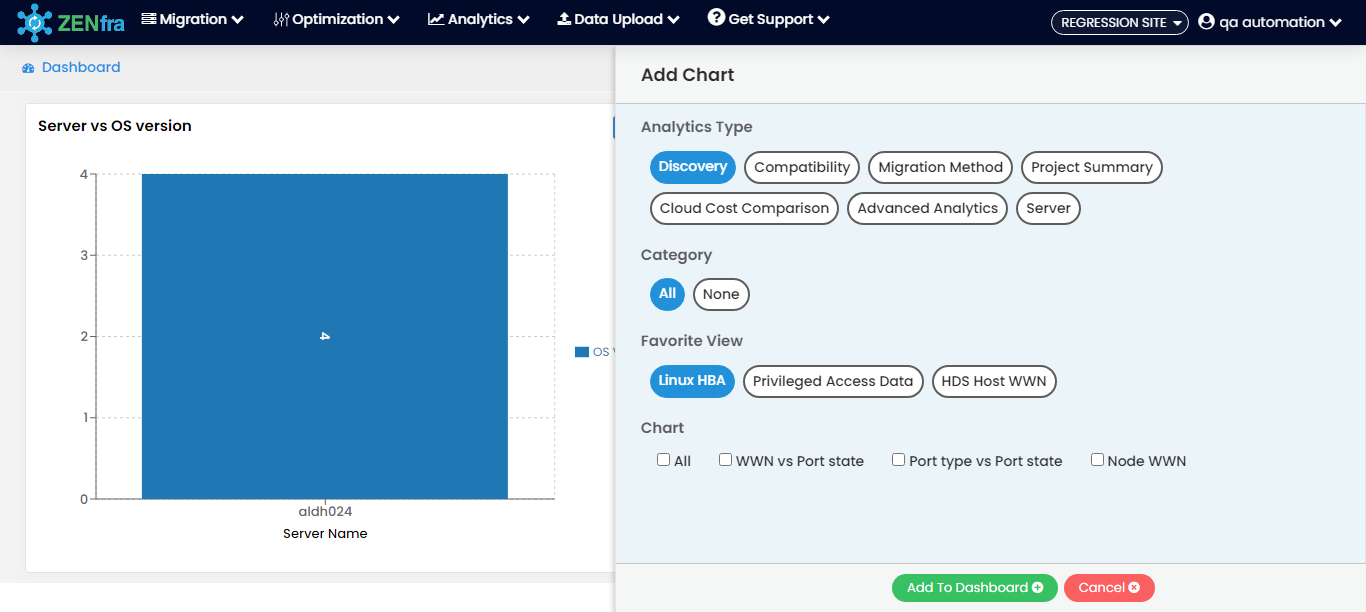 ZENfra Migration Optimization Analytics Data Upload Get Support REGRESSION SITE qa automation
Dashboard
Server vs OS version
4
3
2
1
0
4
aldh024
Server Name
OS
Add Chart
Analytics Type
Discovery Compatibility Migration Method Project Summary
Cloud Cost Comparison Advanced Analytics Server
Category
All None
Favorite View
Linux HBA Privileged Access Data HDS Host WWN
Chart
All WWN vs Port state Port type vs Port state Node WWN
Add To Dashboard Cancel